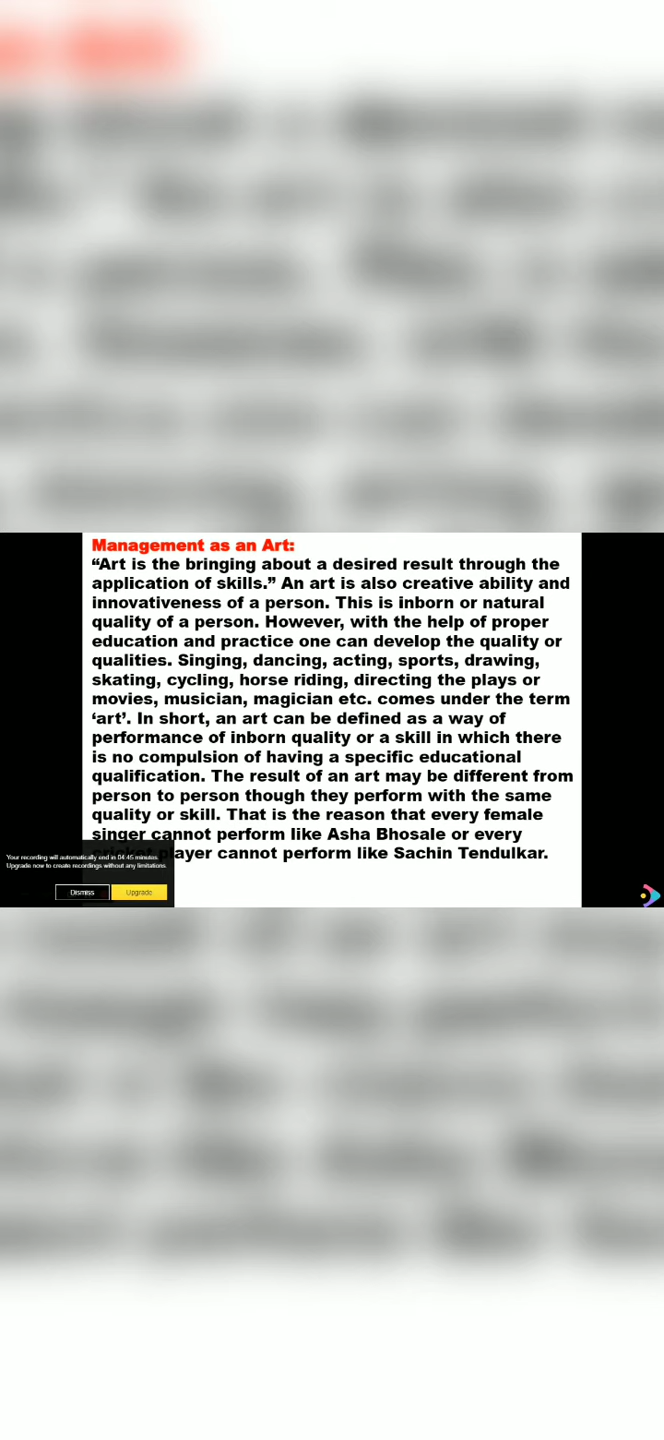 Management as an Art:
“Art is the bringing about a desired result through the
application of skills.” An art is also creative ability and
innovativeness of a person. This is inborn or natural
quality of a person. However, with the help of proper
education and practice one can develop the quality or
qualities. Singing, dancing, acting, sports, drawing,
skating, cycling, horse riding, directing the plays or
movies, musician, magician etc. comes under the term
‘art’. In short, an art can be defined as a way of
performance of inborn quality or a skill in which there
is no compulsion of having a specific educational
qualification. The result of an art may be different from
person to person though they perform with the same
quality or skill. That is the reason that every female
singer cannot perform like Asha Bhosale or every
cricket player cannot perform like Sachin Tendulkar.
Your recording will automatically end in 04:45 minutes.
Upgrade now to create recordings without any limitations.
Dismiss
Upgrade